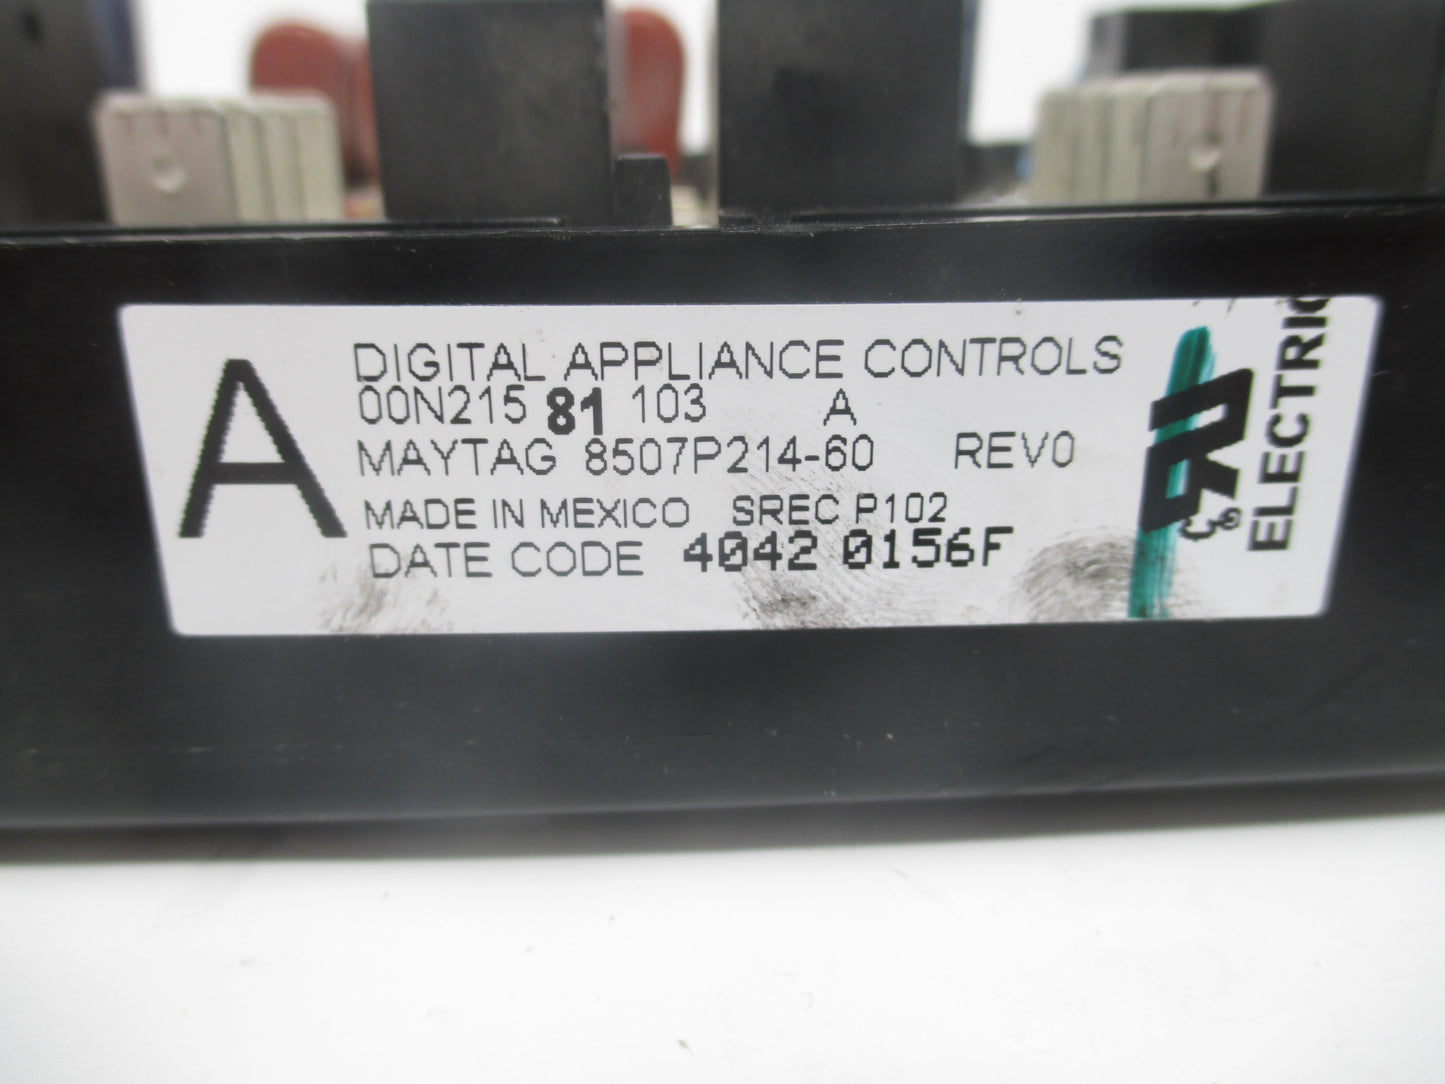 A
DIGITAL APPLIANCE CONTROLS
00N215 81 103 A
MAYTAG 8507P214-60 REV0
MADE IN MEXICO SREC P102
DATE CODE 4042 0156F
ELECTRIC